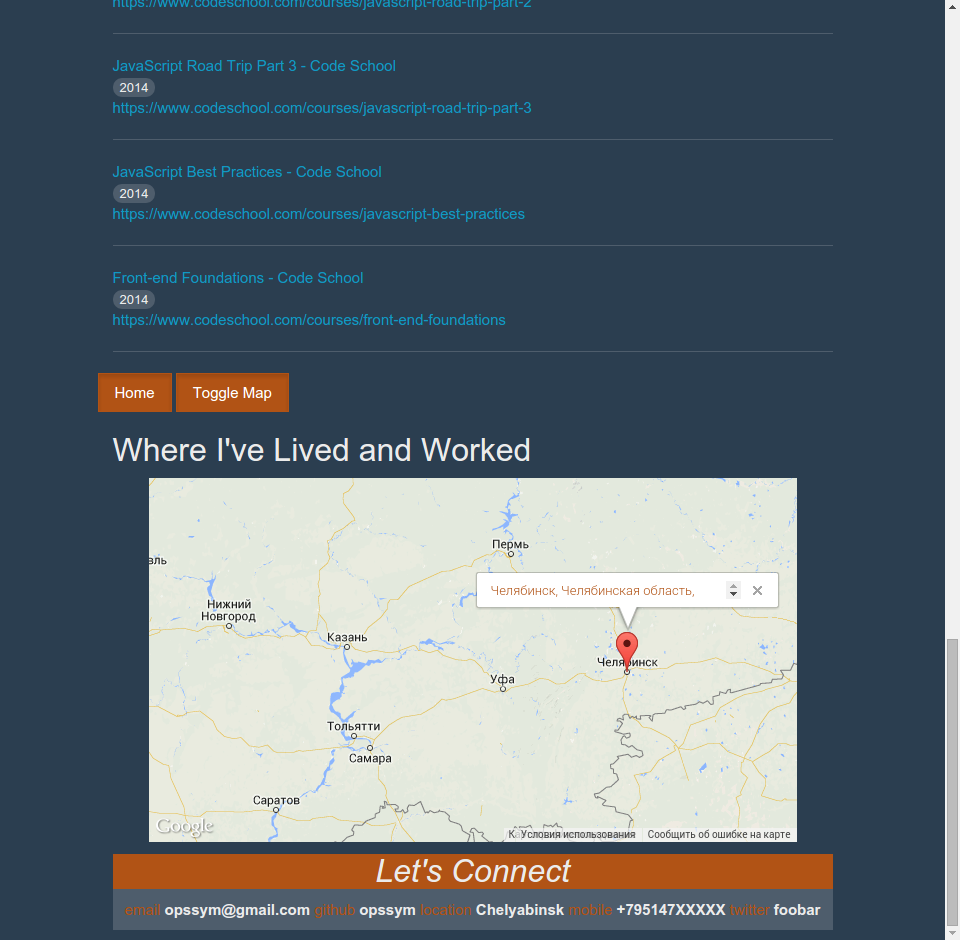 https://www.codeschool.com/courses/javascript-road-trip-part-2
JavaScript Road Trip Part 3 - Code School
2014
https://www.codeschool.com/courses/javascript-road-trip-part-3
JavaScript Best Practices - Code School
2014
https://www.codeschool.com/courses/javascript-best-practices
Front-end Foundations - Code School
2014
https://www.codeschool.com/courses/front-end-foundations
Home Toggle Map
Where I've Lived and Worked
Пермь
вль
Челябинск, Челябинская область,
Нижний
Новгород
Казань
Челябинск
Уфа
Тольятти
Самара
Саратов
Google
Условия использования Сообщить об ошибке на карте
Let's Connect
email opssym@gmail.com github opssym location Chelyabinsk mobile +795147XXXXX twitter foobar